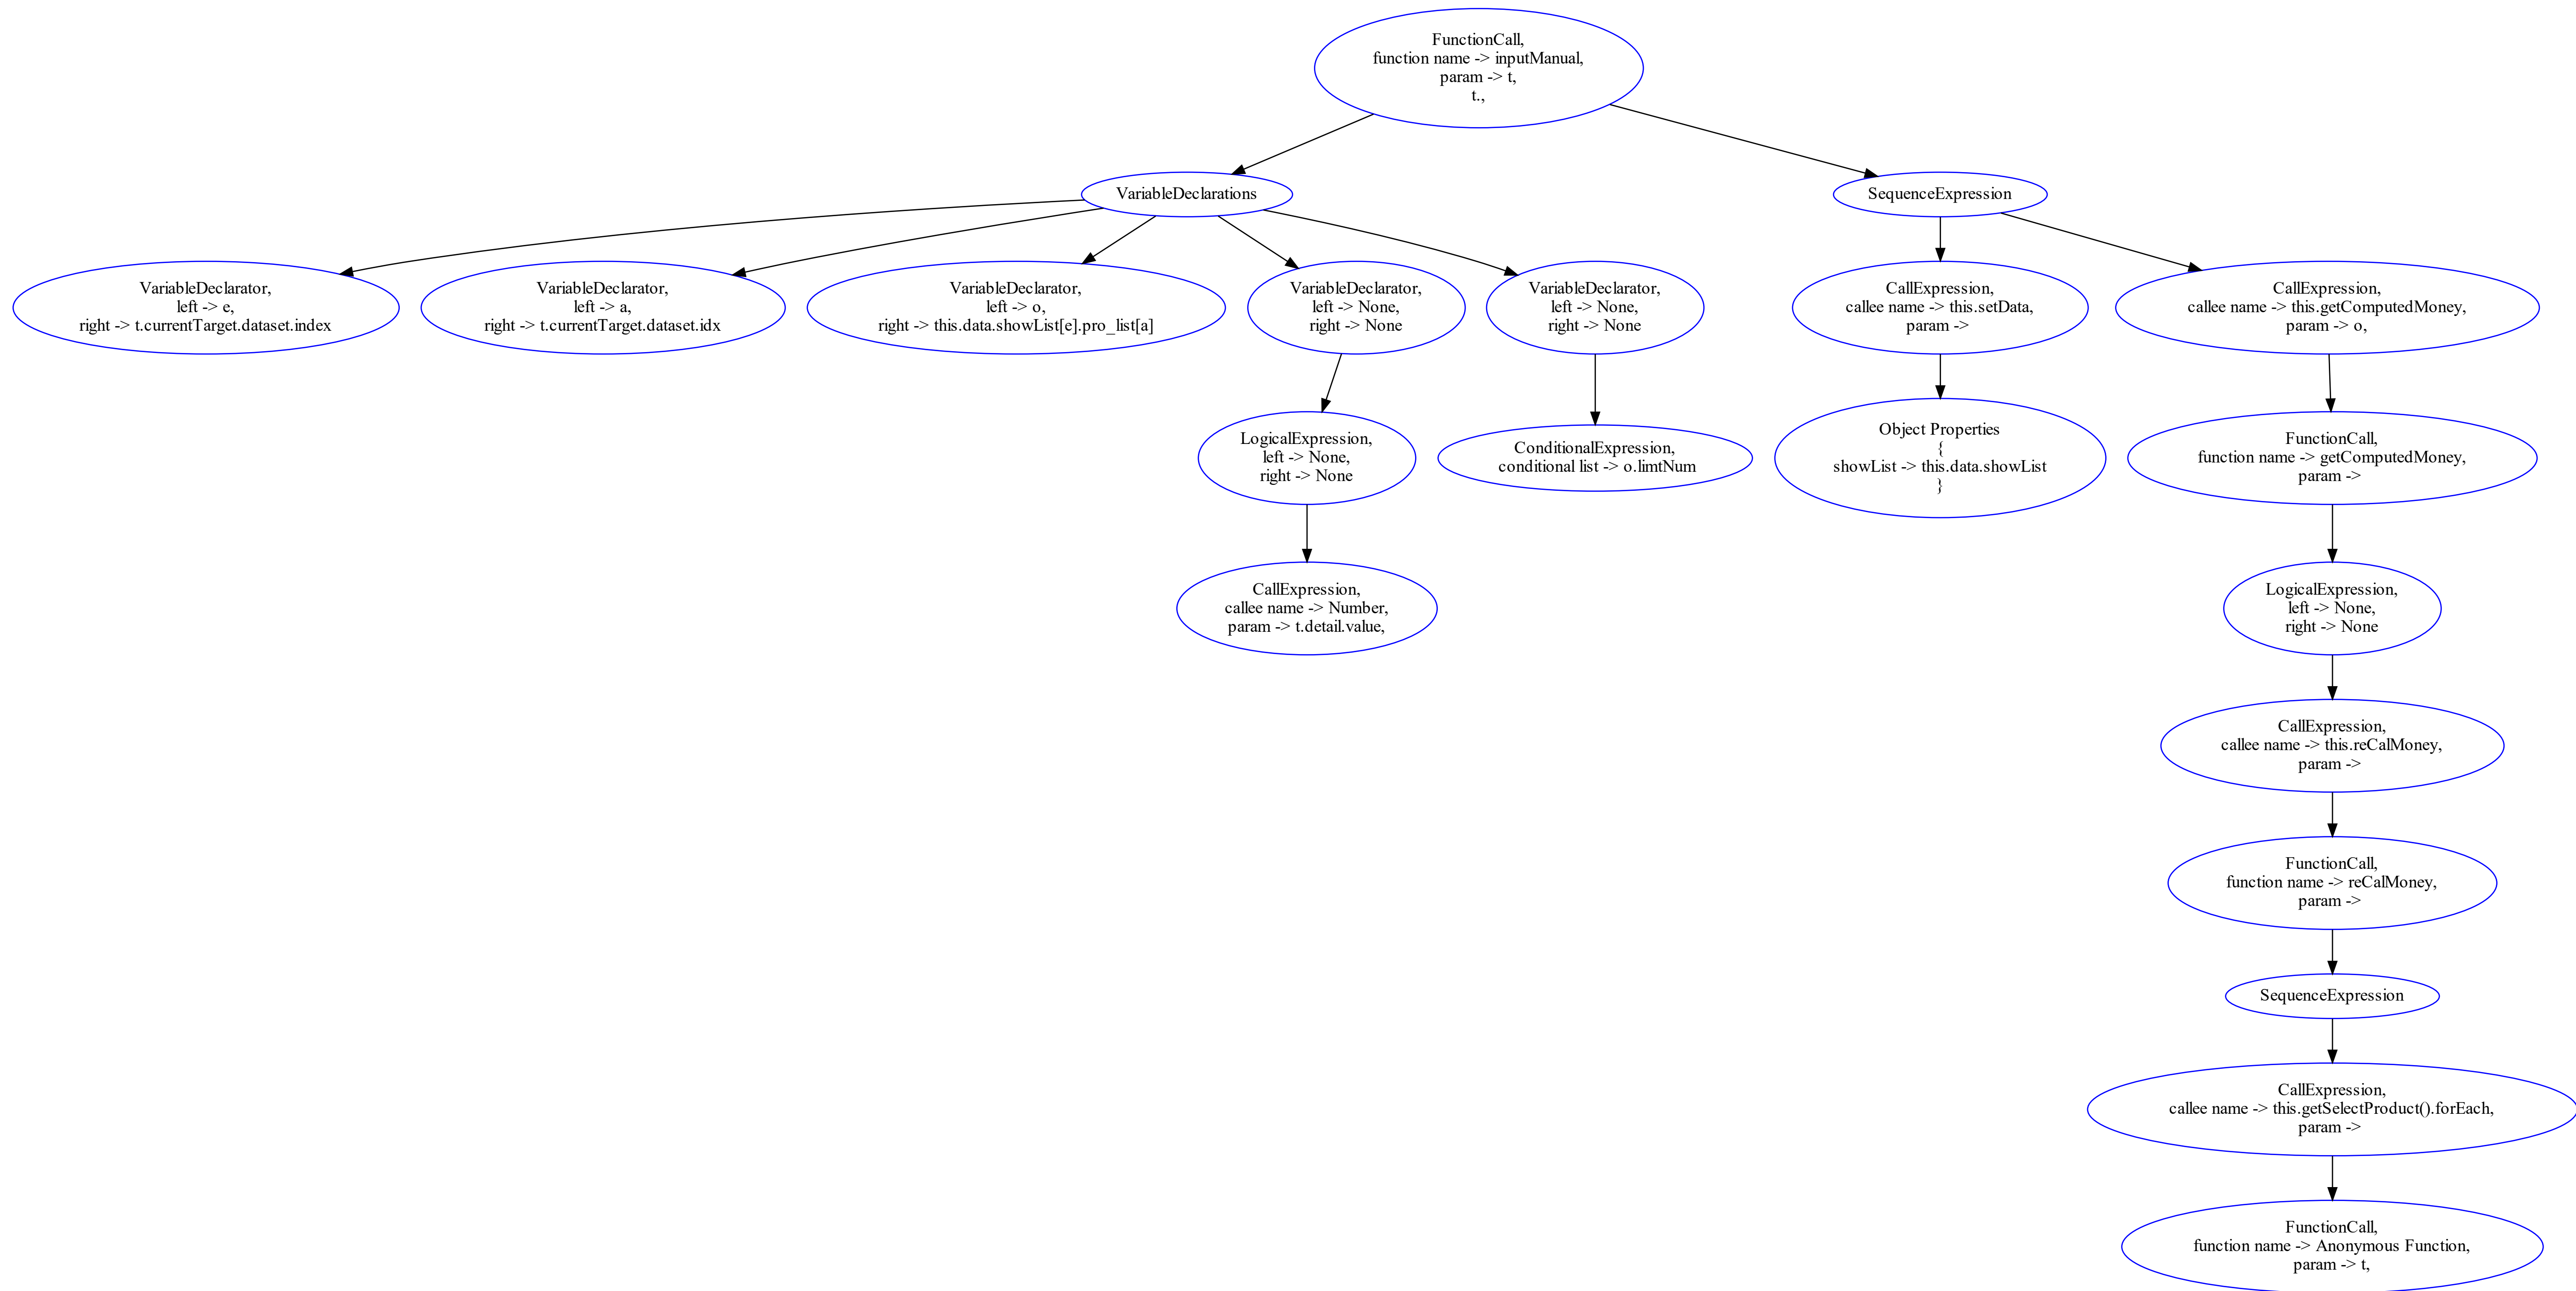 FunctionCall,
function name -> inputManual,
param -> t,
t.,
VariableDeclarations
SequenceExpression
VariableDeclarator,
left -> e,
right -> t.currentTarget.dataset.index
VariableDeclarator,
left -> a,
right -> t.currentTarget.dataset.idx
VariableDeclarator,
left -> o,
right -> this.data.showList[e].pro_list[a]
VariableDeclarator,
left -> None,
right -> None
VariableDeclarator,
left -> None,
right -> None
CallExpression,
callee name -> this.setData,
param ->
CallExpression,
callee name -> this.getComputedMoney,
param -> o,
LogicalExpression,
left -> None,
right -> None
ConditionalExpression,
conditional list -> o.limtNum
Object Properties
{
showList -> this.data.showList
}
FunctionCall,
function name -> getComputedMoney,
param ->
CallExpression,
callee name -> Number,
param -> t.detail.value,
LogicalExpression,
left -> None,
right -> None
CallExpression,
callee name -> this.reCalMoney,
param ->
FunctionCall,
function name -> reCalMoney,
param ->
SequenceExpression
CallExpression,
callee name -> this.getSelectProduct().forEach,
param ->
FunctionCall,
function name -> Anonymous Function,
param -> t,